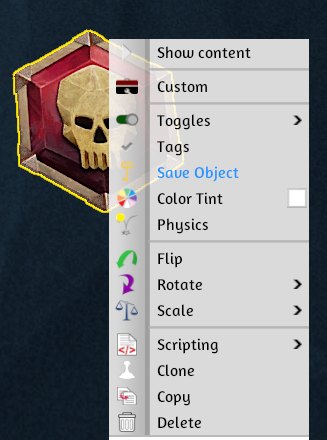 Show content
Custom
Toggles
Tags
Save Object
Color Tint
Physics
Flip
Rotate
Scale
Scripting
Clone
Copy
Delete